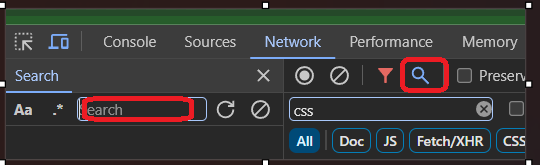 Console Sources Network Performance Memory
Search
Preserv
Aa .* Search
css
All Doc JS Fetch/XHR CSS